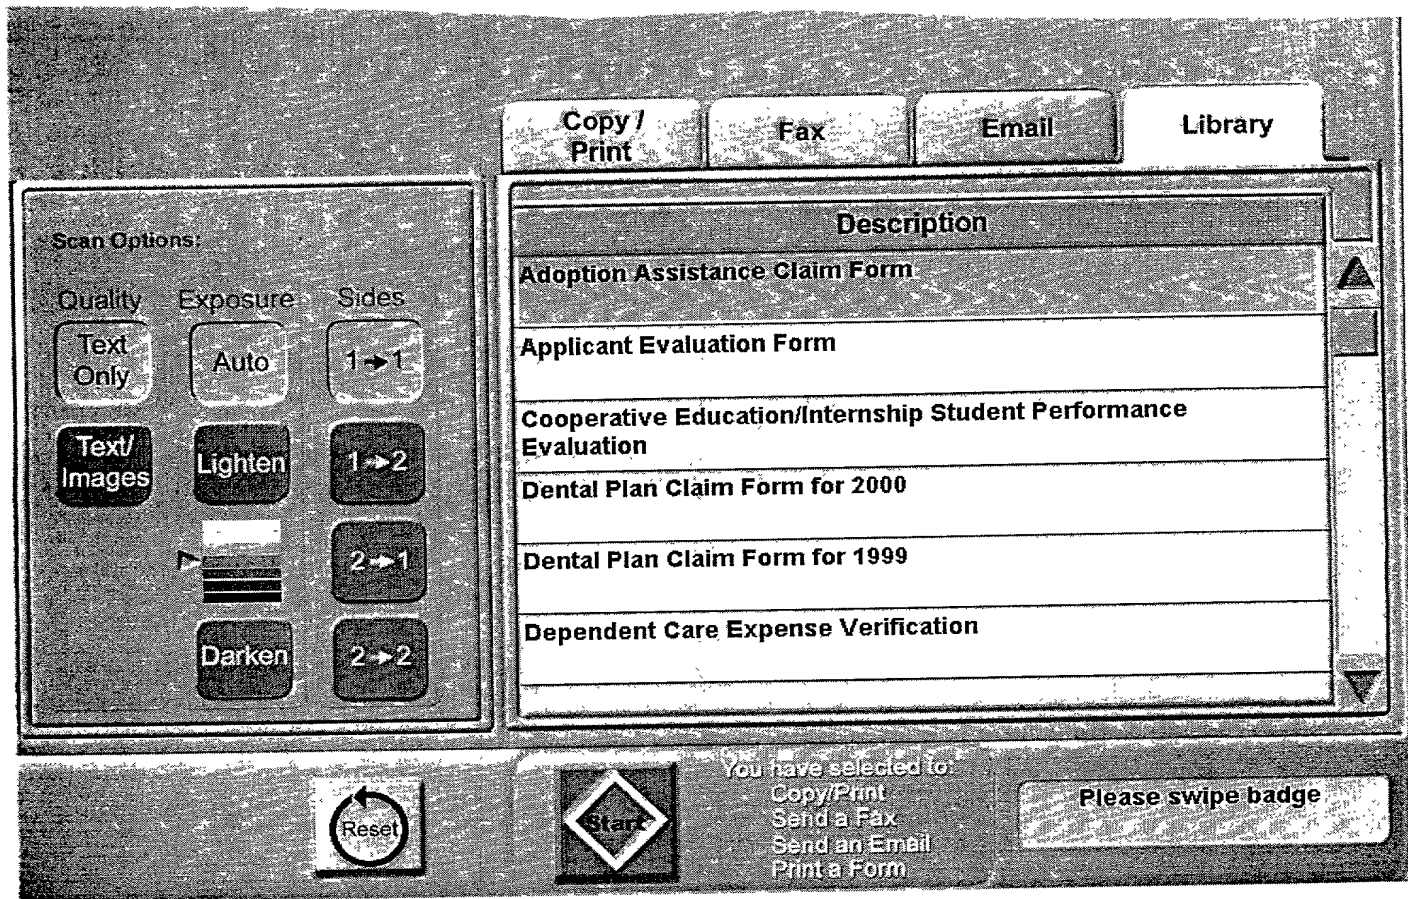 Copy /
Print
Fax
Email
Library
Scan Options:
Quality
Exposure
Sides
Text
Only
Auto
1→1
Text/
Images
Lighten
1→2
2→1
Darken
2→2
Description
Adoption Assistance Claim Form
Applicant Evaluation Form
Cooperative Education/Internship Student Performance
Evaluation
Dental Plan Claim Form for 2000
Dental Plan Claim Form for 1999
Dependent Care Expense Verification
Reset
Start
You have selected to:
Copy/Print
Send a Fax
Send an Email
Print a Form
Please swipe badge